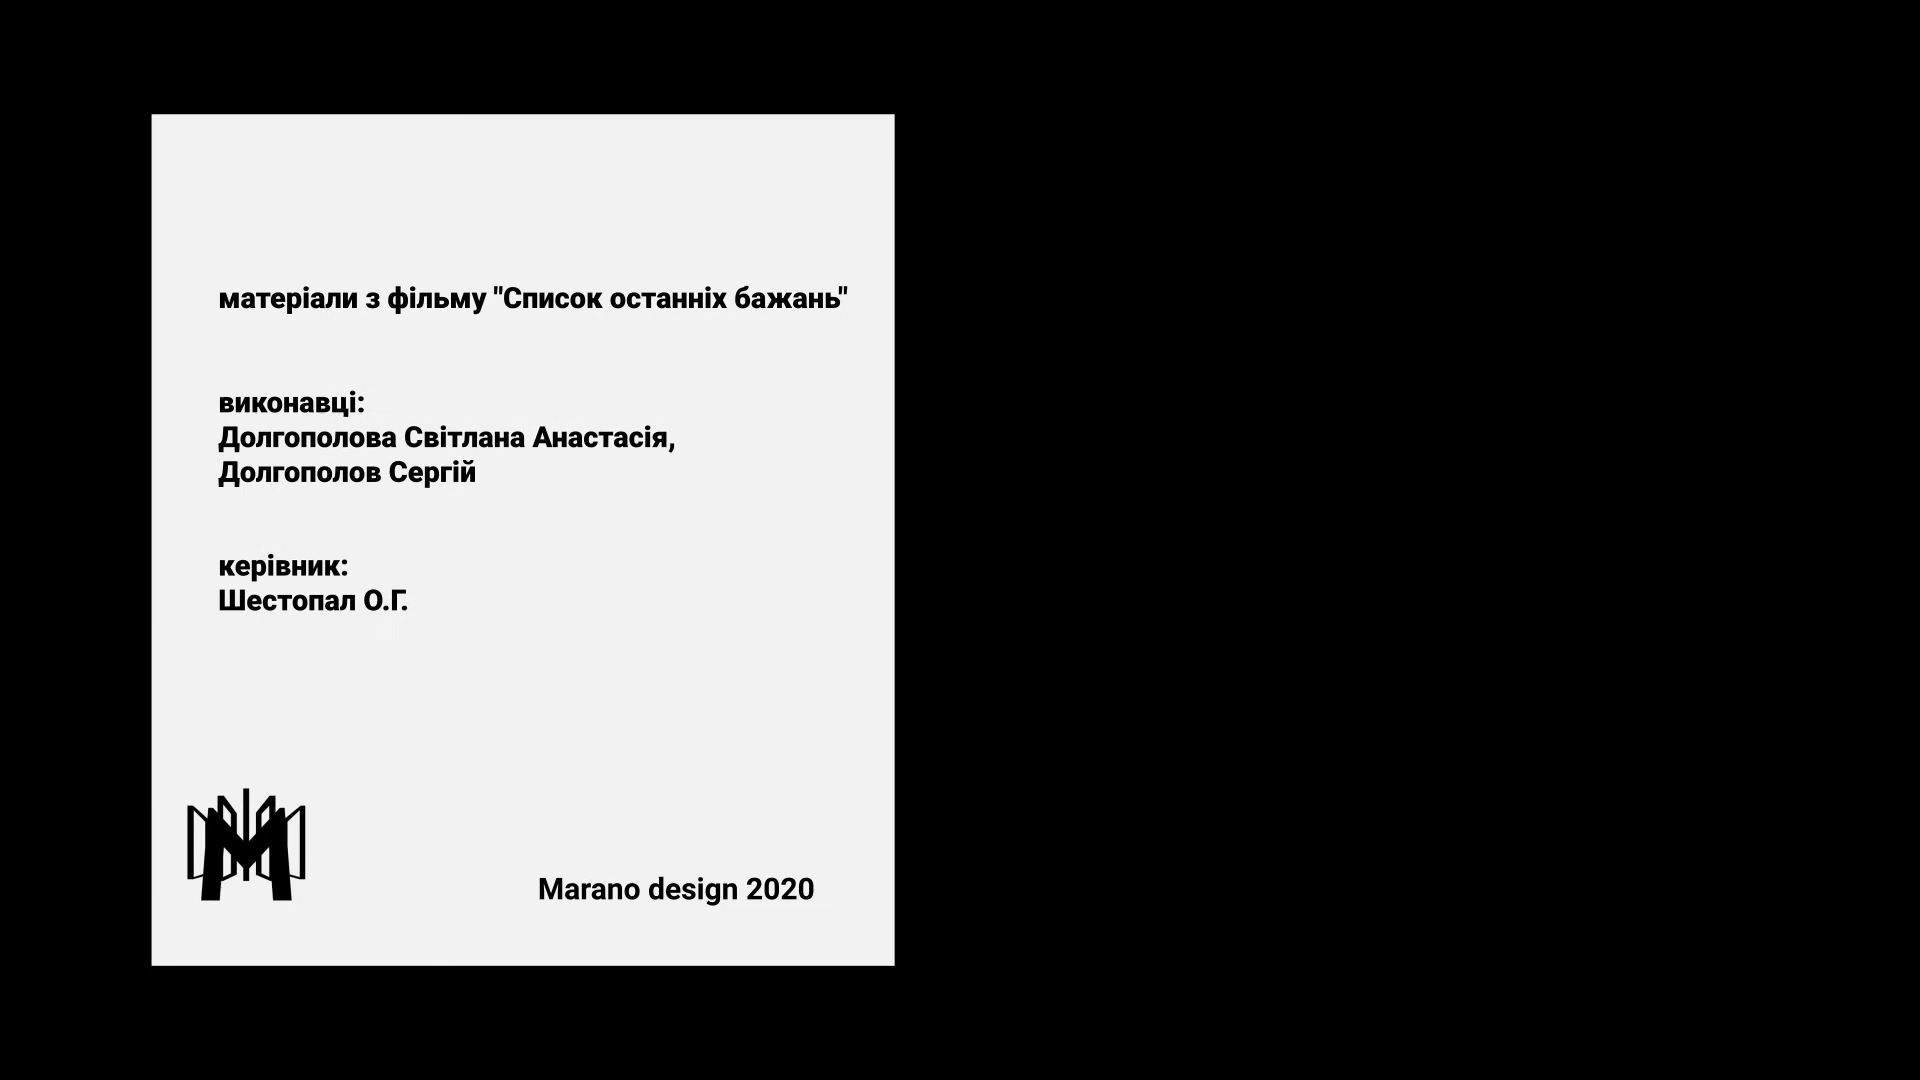 матеріали з фільму "Список останніх бажань"
виконавці:
Долгополова Світлана Анастасія,
Долгополов Сергій
керівник:
Шестопал О.Г.
М
Marano design 2020